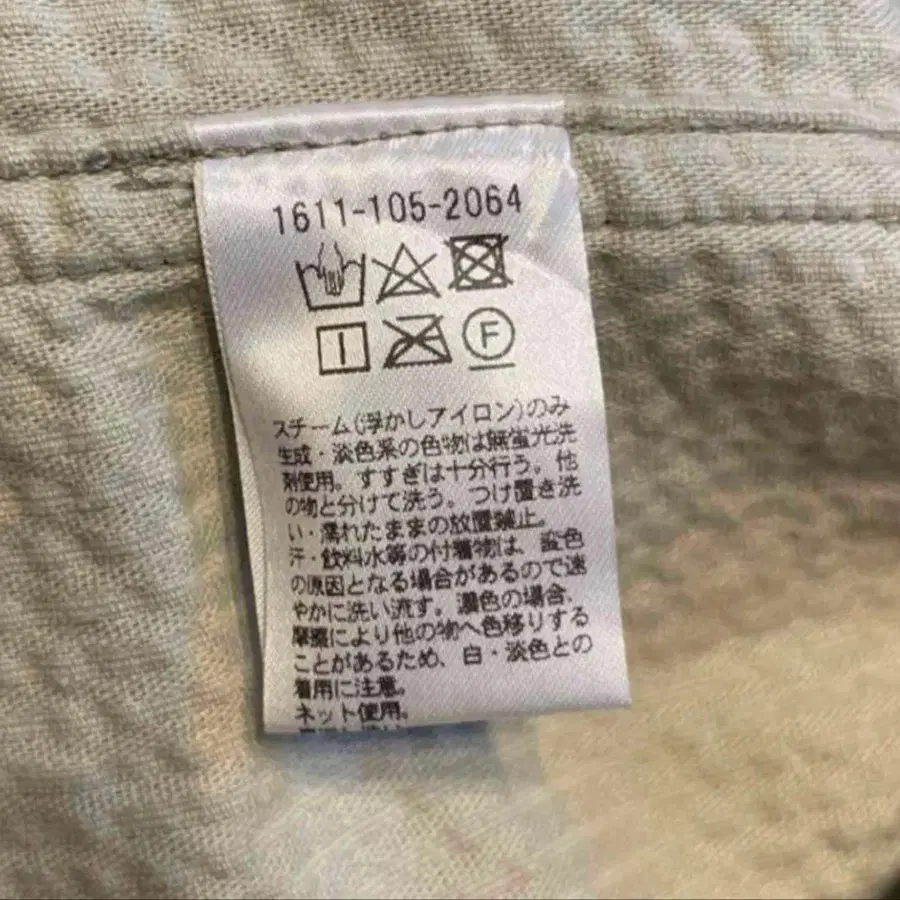 1611-105-2064
F
スチーム(浮かしアイロン)のみ
生成・淡色系の色物は無蛍光洗
剤使用。すすぎは十分行う。他
の物と分けて洗う。つけ置き洗
い・濡れたままの放置禁止。
汗・飲料水等の付着物は、変色
の原因となる場合があるので速
やかに洗い流す。濃色の場合、
摩擦により他の物へ色移りする
ことがあるため、白・淡色との
着用に注意。
ネット使用。